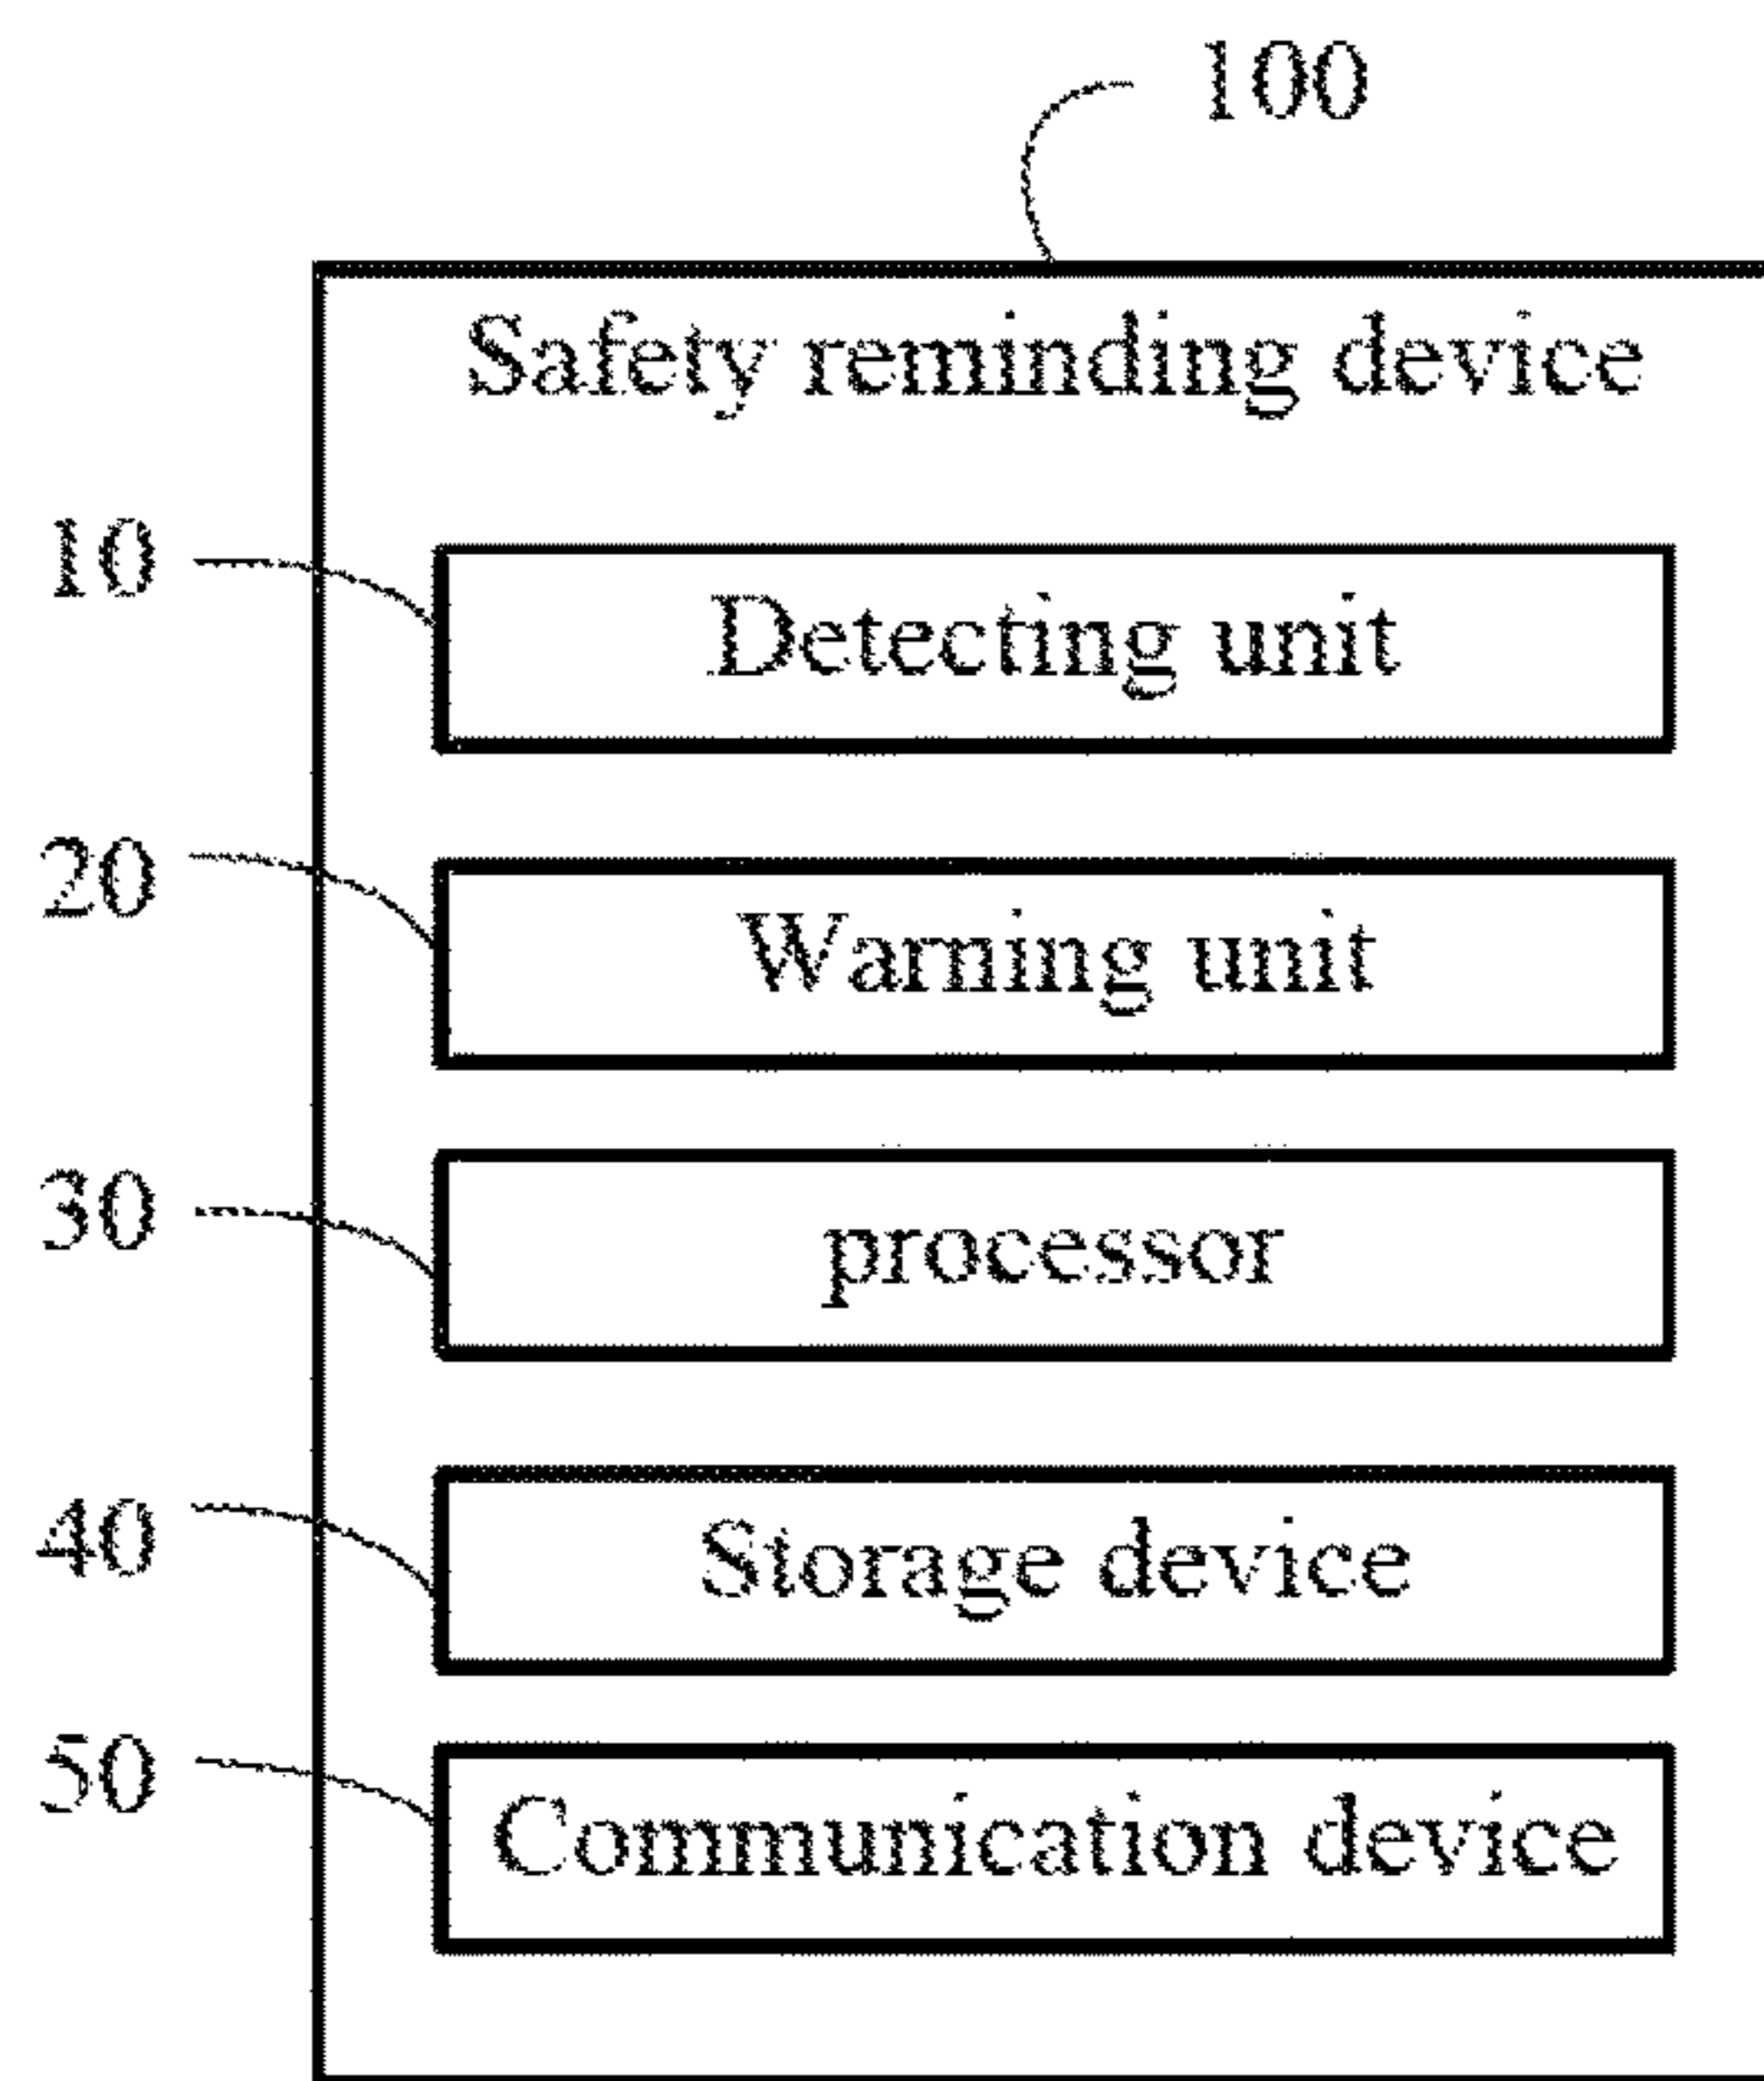 100
Safety reminding device
10
Detecting unit
20
Warning unit
30
processor
40
Storage device
50
Communication device